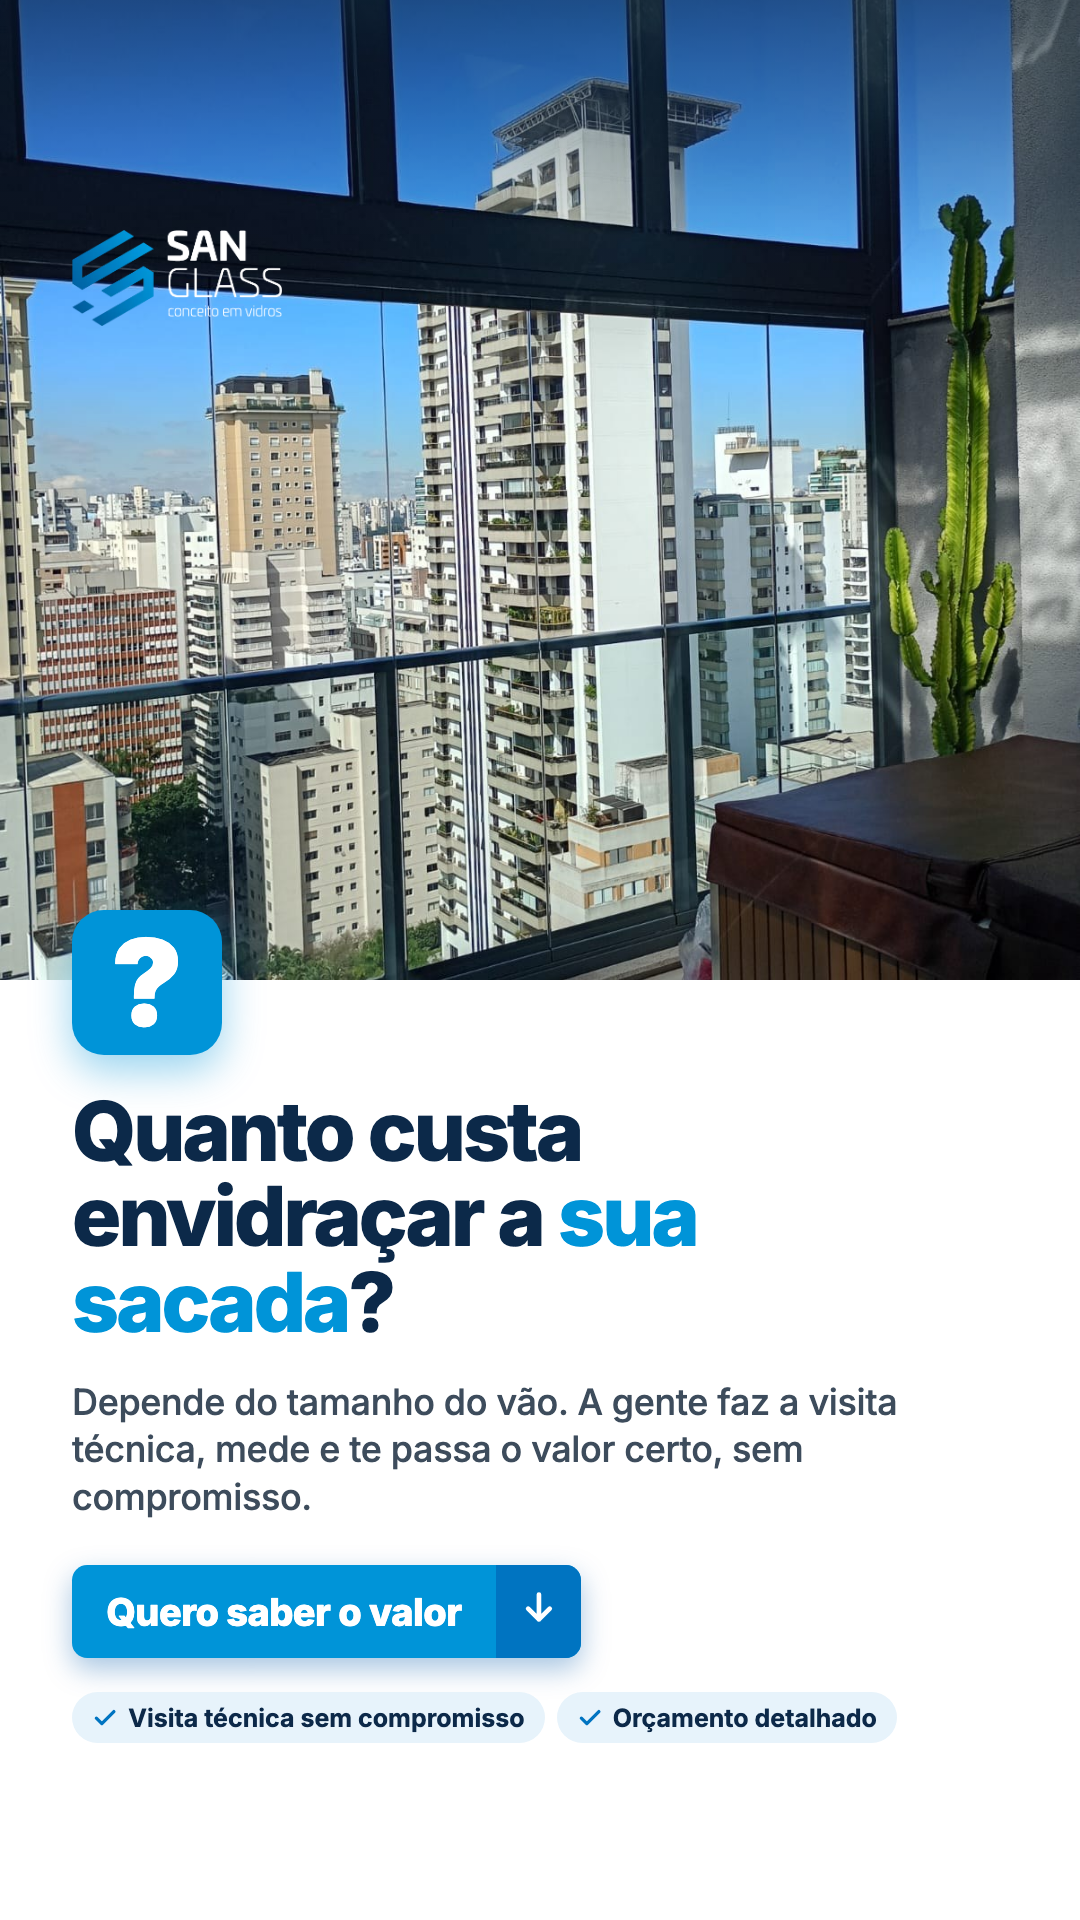 SAN
GLASS
conceito em vidros
?
Quanto custa
envidraçar a sua
sacada?
Depende do tamanho do vão. A gente faz a visita
técnica, mede e te passa o valor certo, sem
compromisso.
Quero saber o valor
Visita técnica sem compromisso
Orçamento detalhado